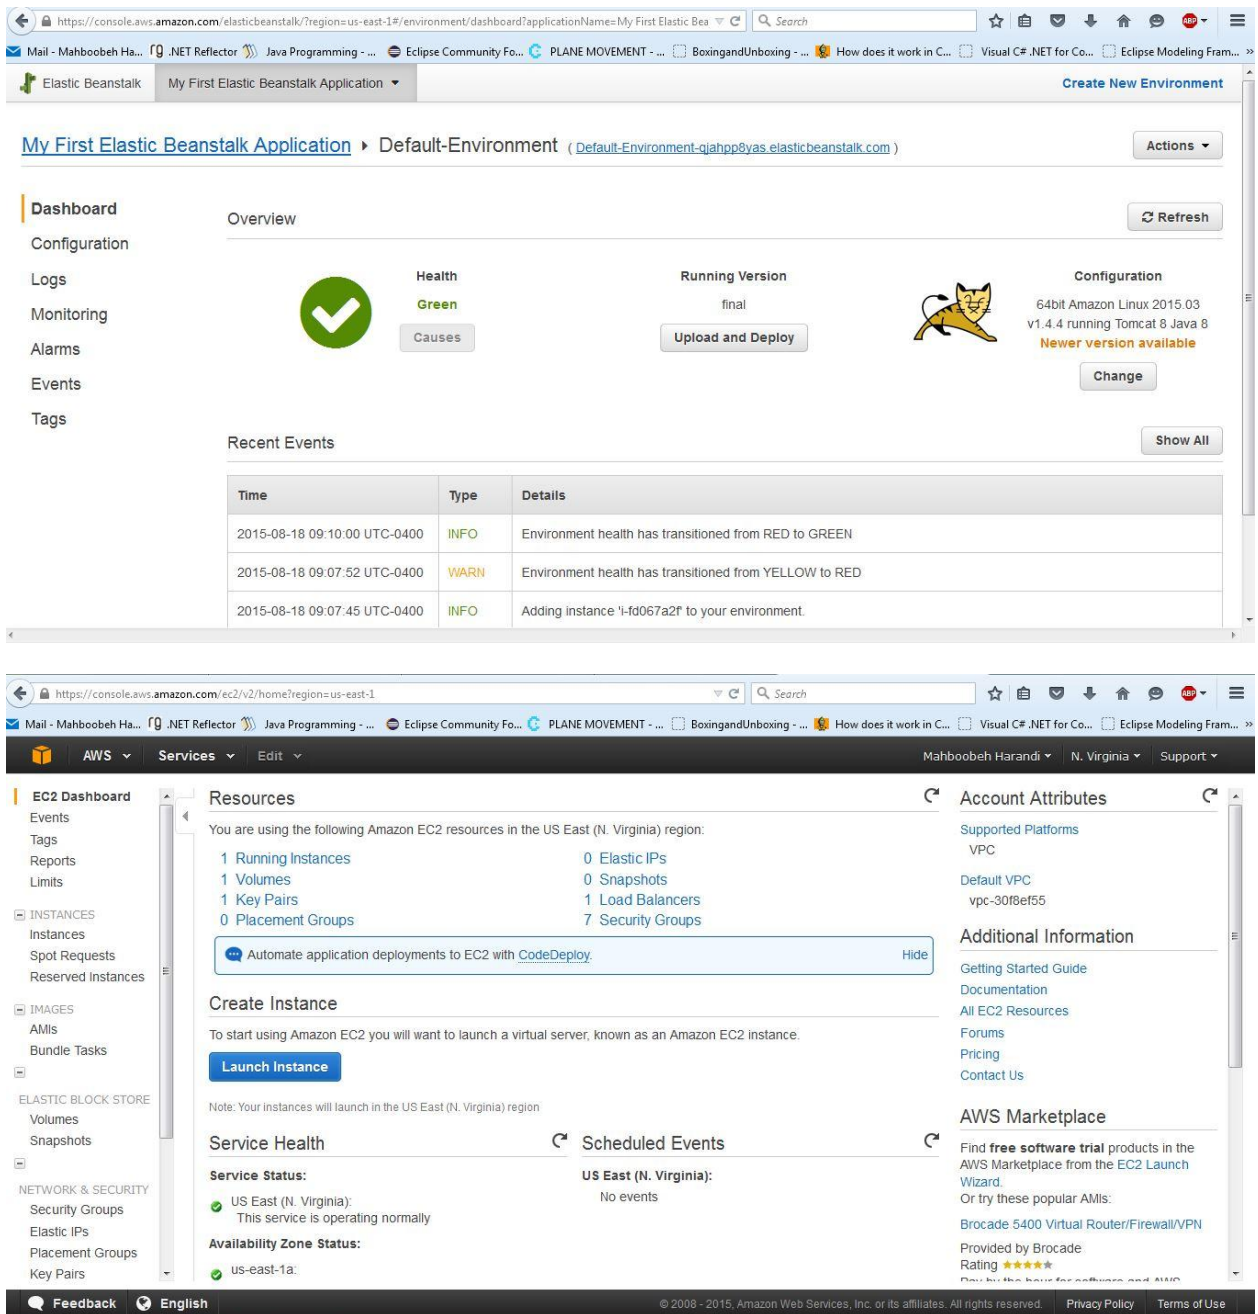 https://console.aws.amazon.com/elasticbeanstalk/?region=us-east-1#/environment/dashboard?applicationName=My First Elastic Bea
Search
ABP
Mail - Mahboobeh Ha... .NET Reflector Java Programming - ... Eclipse Community Fo... PLANE MOVEMENT - ... BoxingandUnboxing - ... How does it work in C... Visual C# .NET for Co... Eclipse Modeling Fram... »
Elastic Beanstalk My First Elastic Beanstalk Application Create New Environment
My First Elastic Beanstalk Application Default-Environment ( Default-Environment-qjahpp8yas.elasticbeanstalk.com ) Actions
Dashboard
Configuration
Logs
Monitoring
Alarms
Events
Tags
Overview
Refresh
Health
Green
Causes
Running Version
final
Upload and Deploy
Configuration
64bit Amazon Linux 2015.03
v1.4.4 running Tomcat 8 Java 8
Newer version available
Change
Recent Events
Show All
Time Type Details
2015-08-18 09:10:00 UTC-0400 INFO Environment health has transitioned from RED to GREEN
2015-08-18 09:07:52 UTC-0400 WARN Environment health has transitioned from YELLOW to RED
2015-08-18 09:07:45 UTC-0400 INFO Adding instance 'i-fd067a2f' to your environment.
https://console.aws.amazon.com/ec2/v2/home?region=us-east-1
Search
ABP
Mail - Mahboobeh Ha... .NET Reflector Java Programming - ... Eclipse Community Fo... PLANE MOVEMENT - ... BoxingandUnboxing - ... How does it work in C... Visual C# .NET for Co... Eclipse Modeling Fram... »
AWS Services Edit Mahboobeh Harandi N. Virginia Support
EC2 Dashboard
Events
Tags
Reports
Limits
INSTANCES
Instances
Spot Requests
Reserved Instances
IMAGES
AMIs
Bundle Tasks
ELASTIC BLOCK STORE
Volumes
Snapshots
NETWORK & SECURITY
Security Groups
Elastic IPs
Placement Groups
Key Pairs
Resources
You are using the following Amazon EC2 resources in the US East (N. Virginia) region:
1 Running Instances 0 Elastic IPs
1 Volumes 0 Snapshots
1 Key Pairs 1 Load Balancers
0 Placement Groups 7 Security Groups
Automate application deployments to EC2 with CodeDeploy. Hide
Create Instance
To start using Amazon EC2 you will want to launch a virtual server, known as an Amazon EC2 instance.
Launch Instance
Note: Your instances will launch in the US East (N. Virginia) region
Service Health
Service Status:
US East (N. Virginia):
This service is operating normally
Availability Zone Status:
us-east-1a:
Scheduled Events
US East (N. Virginia):
No events
Account Attributes
Supported Platforms
VPC
Default VPC
vpc-30f8ef55
Additional Information
Getting Started Guide
Documentation
All EC2 Resources
Forums
Pricing
Contact Us
AWS Marketplace
Find free software trial products in the
AWS Marketplace from the EC2 Launch
Wizard.
Or try these popular AMIs:
Brocade 5400 Virtual Router/Firewall/VPN
Provided by Brocade
Rating
Pay by the hour for software and AWS
Feedback English © 2008 - 2015, Amazon Web Services, Inc. or its affiliates. All rights reserved. Privacy Policy Terms of Use